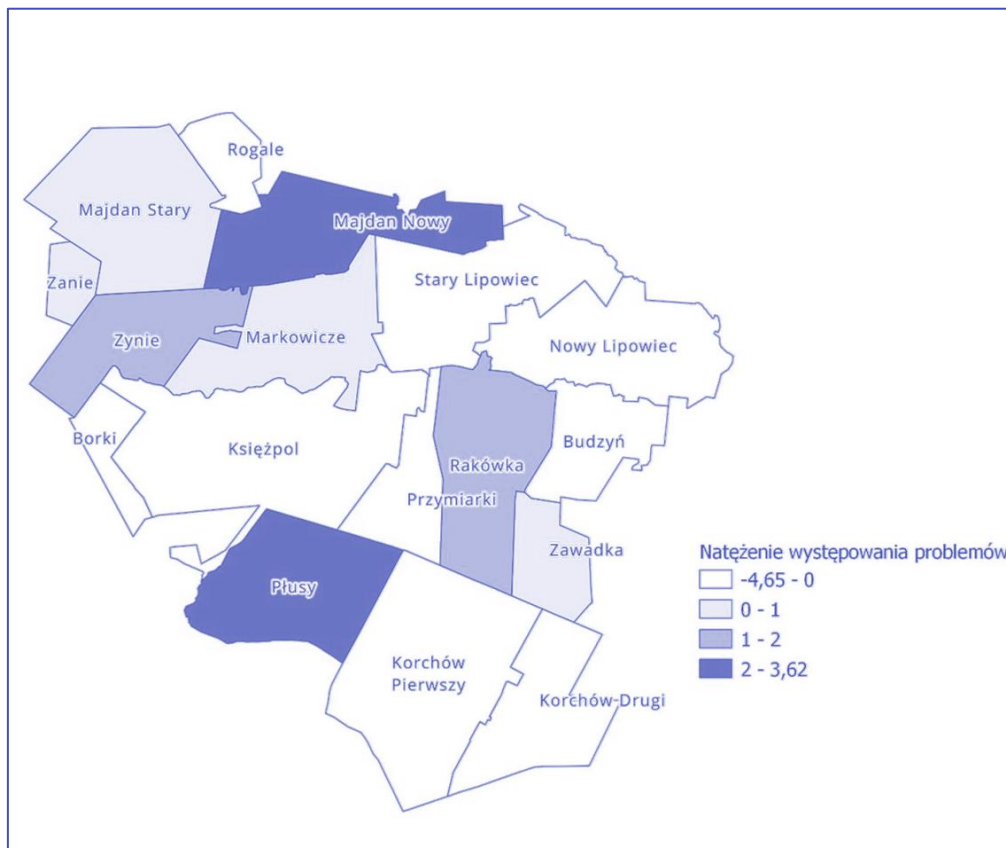 Rogale
Majdan Stary
Majdan Nowy
Zanie
Stary Lipowiec
Zynie
Markowicze
Nowy Lipowiec
Borki
Księżpol
Budzyń
Rakówka
Przymiarki
Zawadka
Płusy
Korchów
Pierwszy
Korchów-Drugi
Natężenie występowania problemów
-4,65 - 0
0 - 1
1 - 2
2 - 3,62